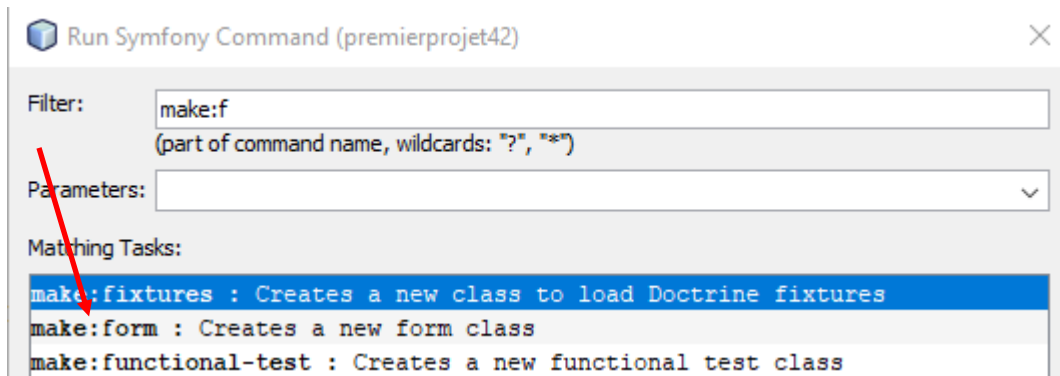 Run Symfony Command (premierprojet42)
Filter: make:f
(part of command name, wildcards: "?", "*")
Parameters:
Matching Tasks:
make:fixtures : Creates a new class to load Doctrine fixtures
make:form : Creates a new form class
make:functional-test : Creates a new functional test class